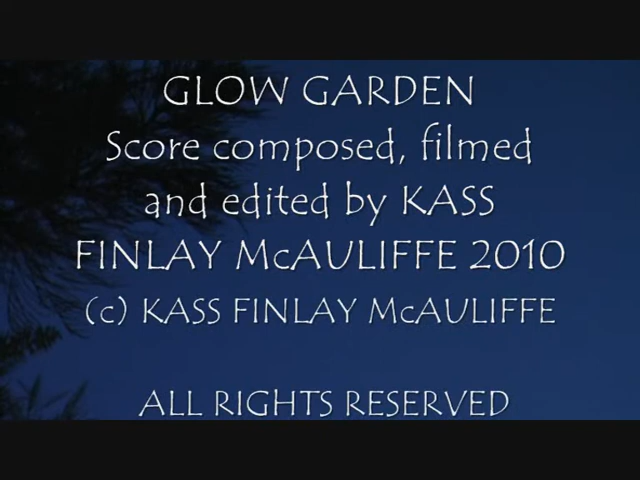 GLOW GARDEN
Score composed, filmed
and edited by KASS
FINLAY McAULIFFE 2010
(c) KASS FINLAY McAULIFFE
ALL RIGHTS RESERVED